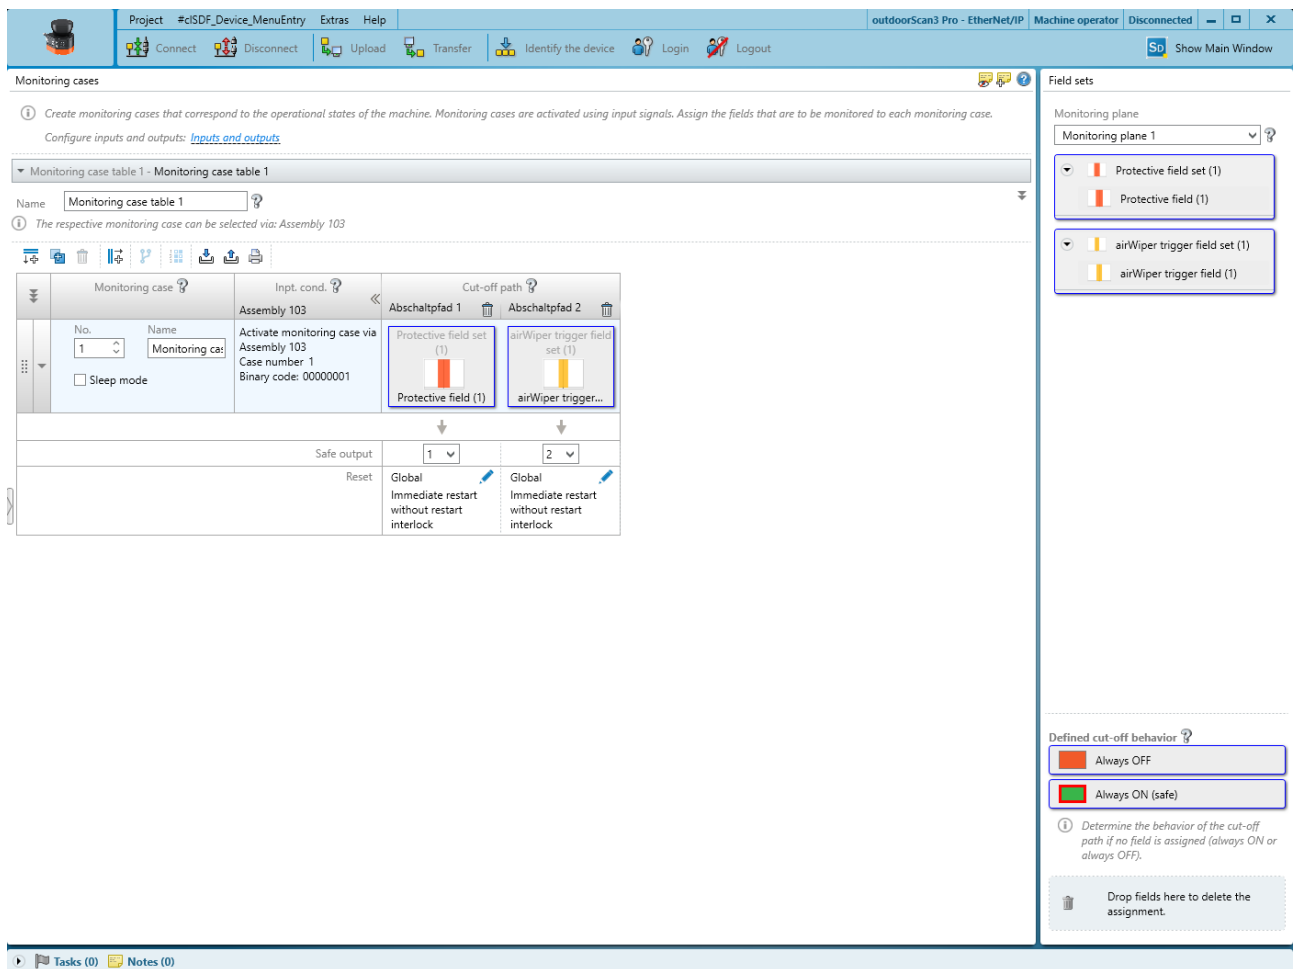 Project #clSDF_Device_MenuEntry Extras Help
outdoorScan3 Pro - EtherNet/IP Machine operator Disconnected
Connect Disconnect Upload Transfer Identify the device Login Logout
SD Show Main Window
Monitoring cases
Create monitoring cases that correspond to the operational states of the machine. Monitoring cases are activated using input signals. Assign the fields that are to be monitored to each monitoring case.
Configure inputs and outputs: Inputs and outputs
Monitoring case table 1 - Monitoring case table 1
Name Monitoring case table 1
The respective monitoring case can be selected via: Assembly 103
Monitoring case
Inpt. cond.
Assembly 103
Cut-off path
Abschaltpfad 1 Abschaltpfad 2
No. Name
1 Monitoring cas
Sleep mode
Activate monitoring case via
Assembly 103
Case number 1
Binary code: 00000001
Protective field set
(1)
Protective field (1)
airWiper trigger field
set (1)
airWiper trigger...
Safe output 1 2
Reset
Global
Immediate restart
without restart
interlock
Global
Immediate restart
without restart
interlock
Field sets
Monitoring plane
Monitoring plane 1
Protective field set (1)
Protective field (1)
airWiper trigger field set (1)
airWiper trigger field (1)
Defined cut-off behavior
Always OFF
Always ON (safe)
Determine the behavior of the cut-off
path if no field is assigned (always ON or
always OFF).
Drop fields here to delete the
assignment.
Tasks (0) Notes (0)